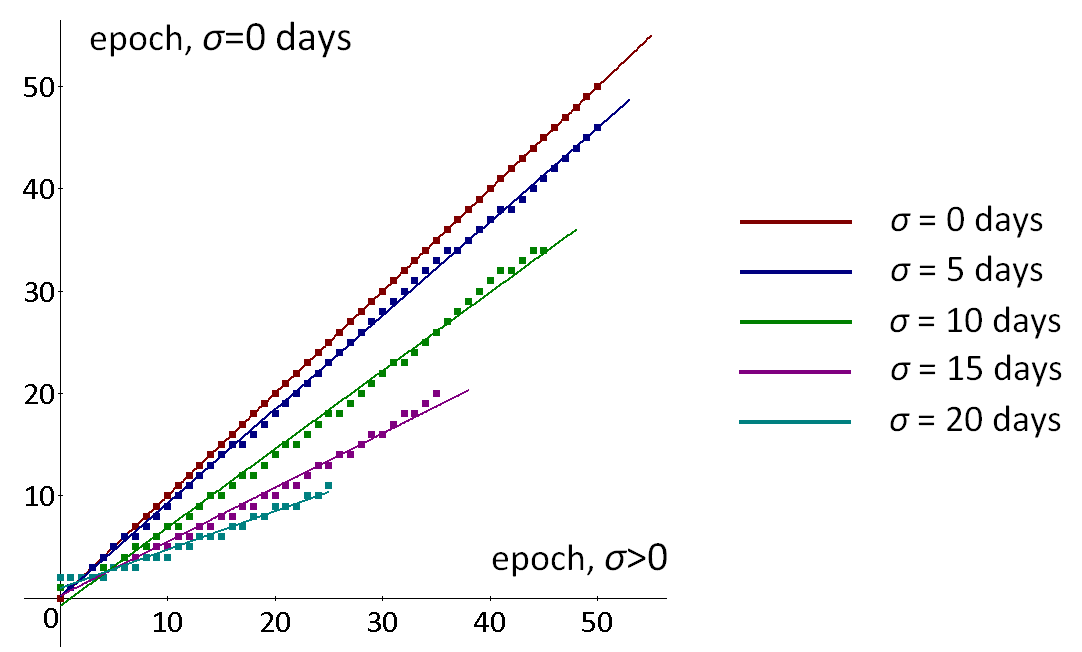 epoch, σ=0 days
50
40
30
20
10
0
10
20
30
40
50
epoch, σ>0
σ = 0 days
σ = 5 days
σ = 10 days
σ = 15 days
σ = 20 days